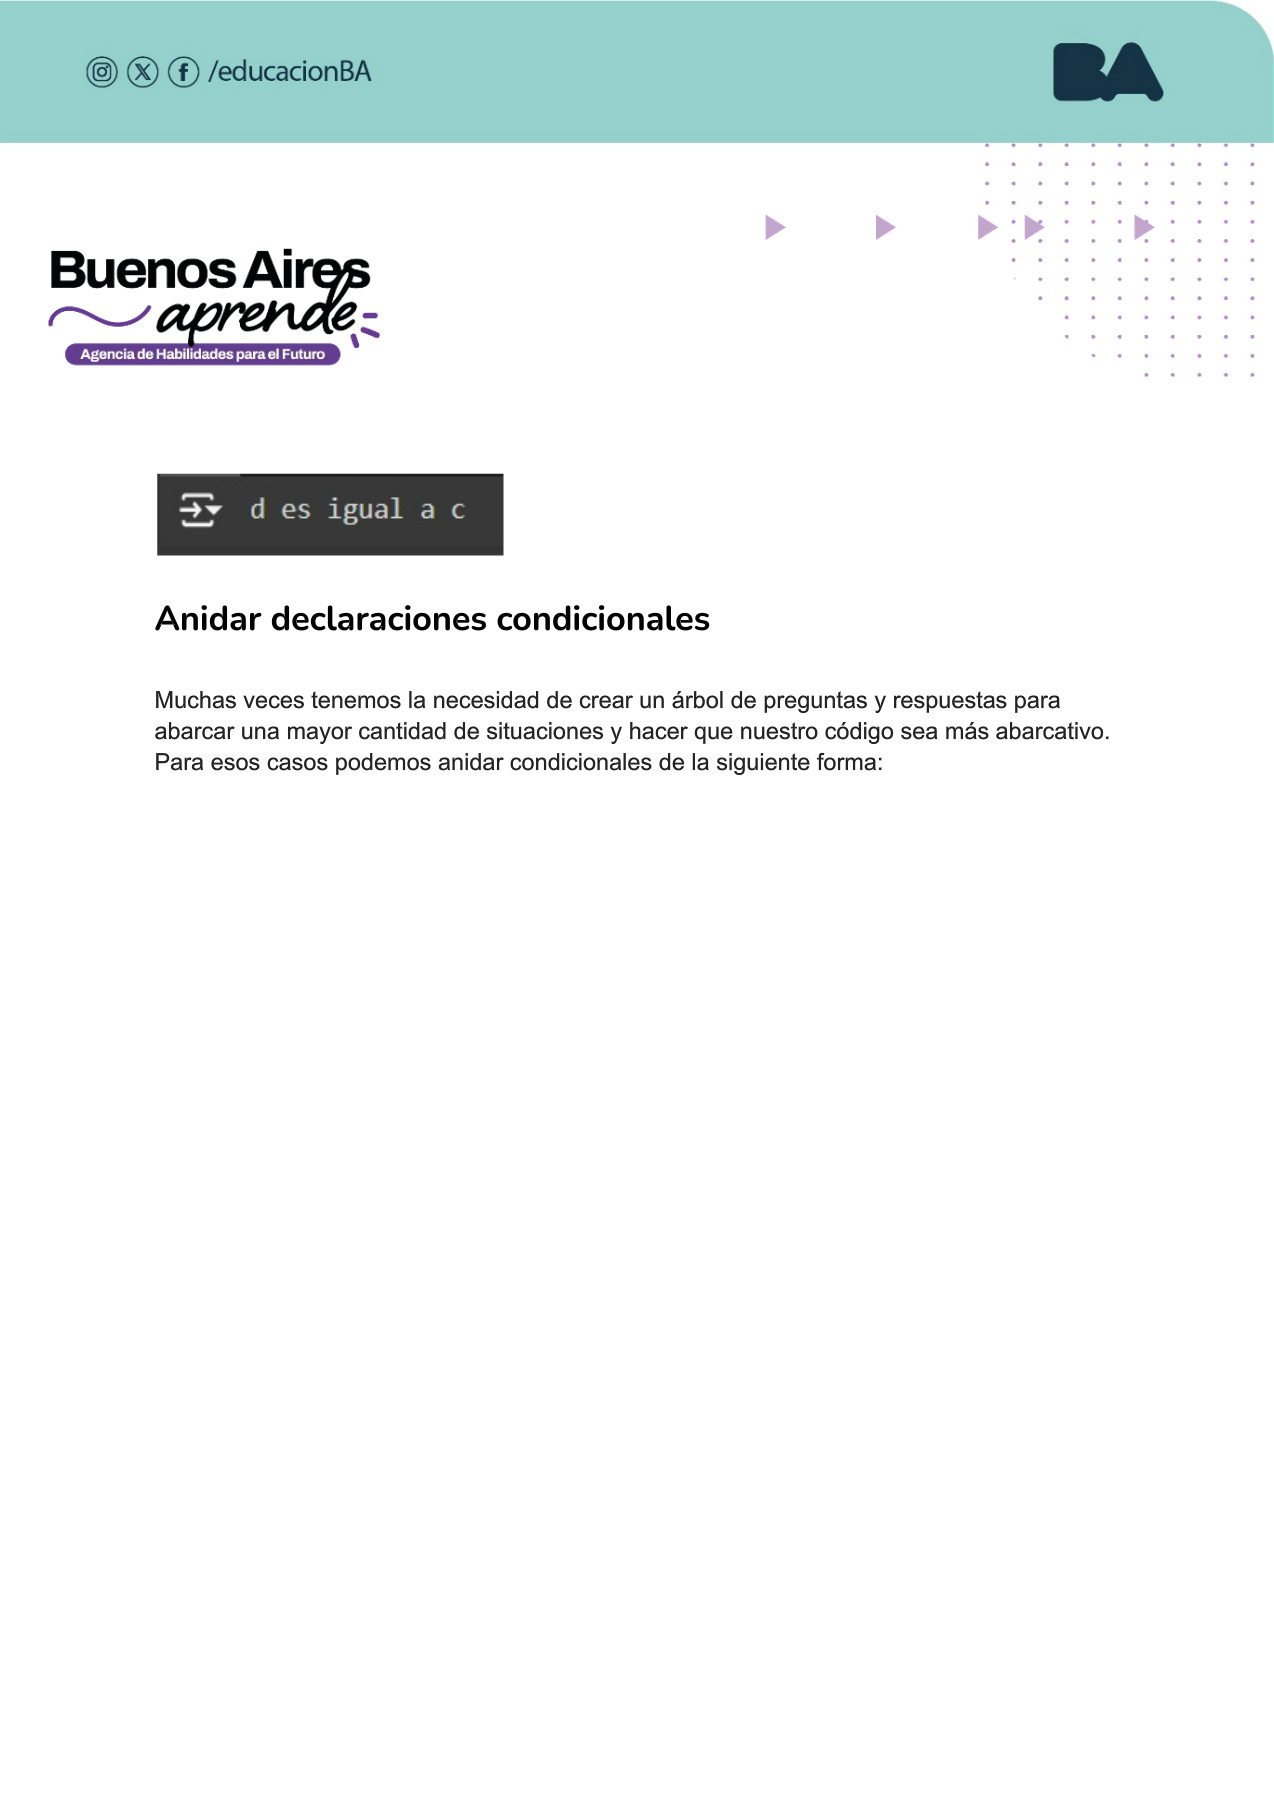 /educacionBA
BA
Buenos Aires
aprende
Agencia de Habilidades para el Futuro
d es igual a c
Anidar declaraciones condicionales
Muchas veces tenemos la necesidad de crear un árbol de preguntas y respuestas para
abarcar una mayor cantidad de situaciones y hacer que nuestro código sea más abarcativo.
Para esos casos podemos anidar condicionales de la siguiente forma: